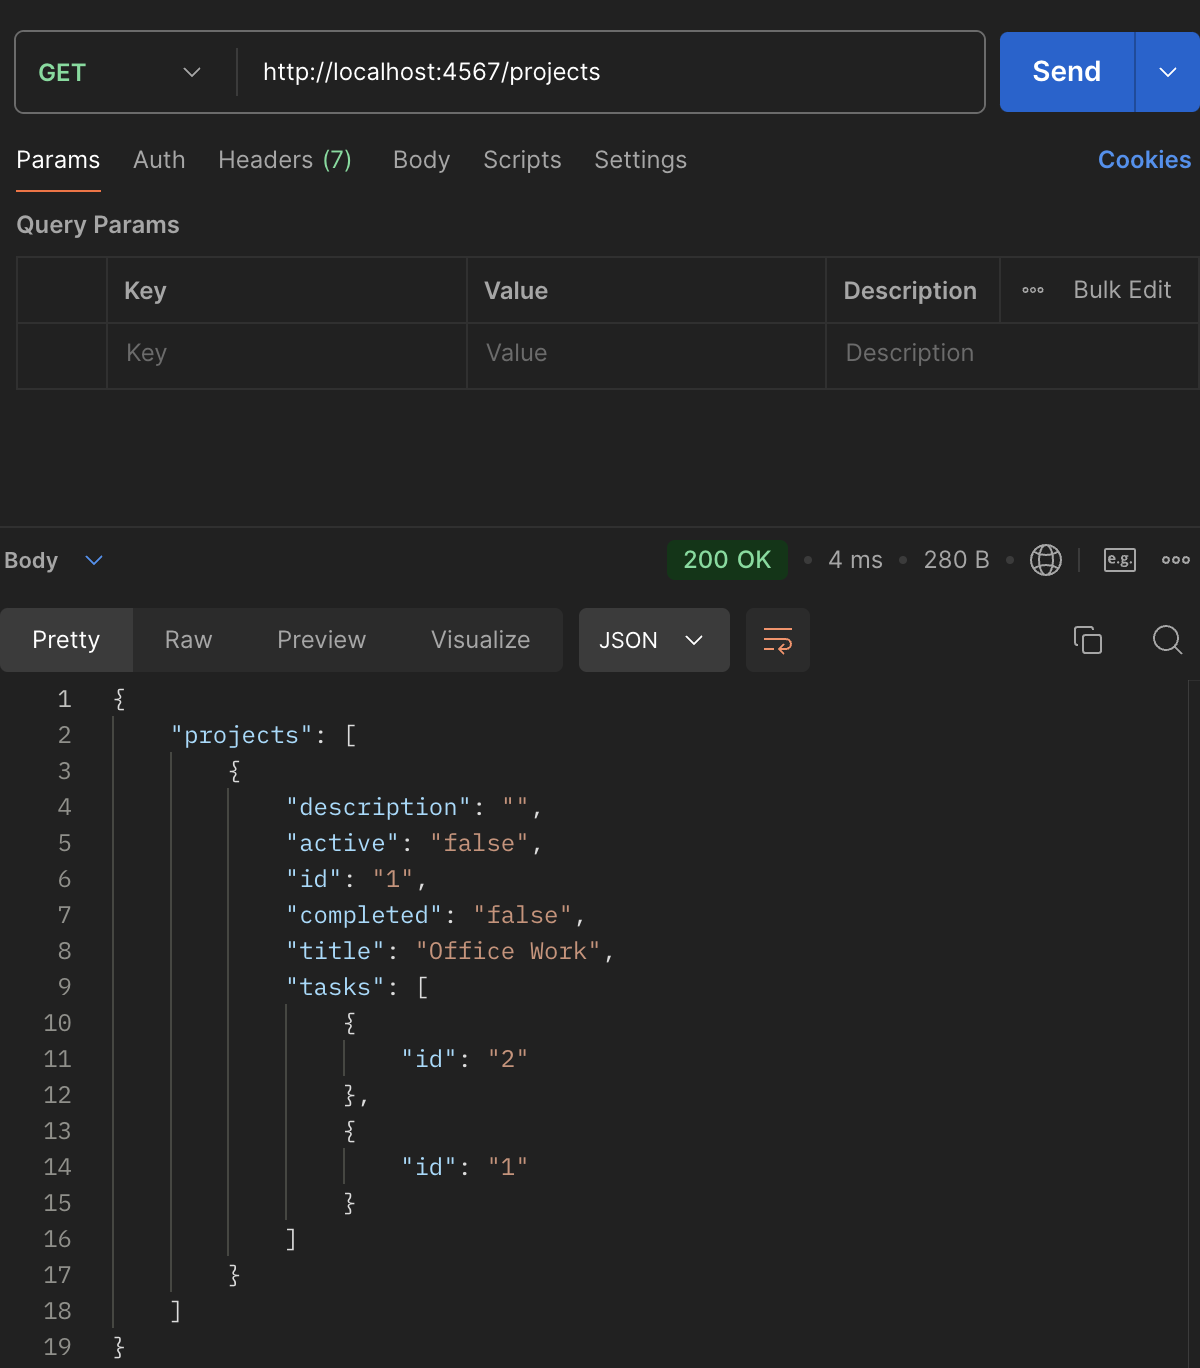 GET http://localhost:4567/projects Send
Params Auth Headers (7) Body Scripts Settings Cookies
Query Params
Key Value Description Bulk Edit
Key Value Description
Body 200 OK • 4 ms • 280 B • e.g.
Pretty Raw Preview Visualize JSON
1 {
2     "projects": [
3         {
4             "description": "",
5             "active": "false",
6             "id": "1",
7             "completed": "false",
8             "title": "Office Work",
9             "tasks": [
10                 {
11                     "id": "2"
12                 },
13                 {
14                     "id": "1"
15                 }
16             ]
17         }
18     ]
19 }